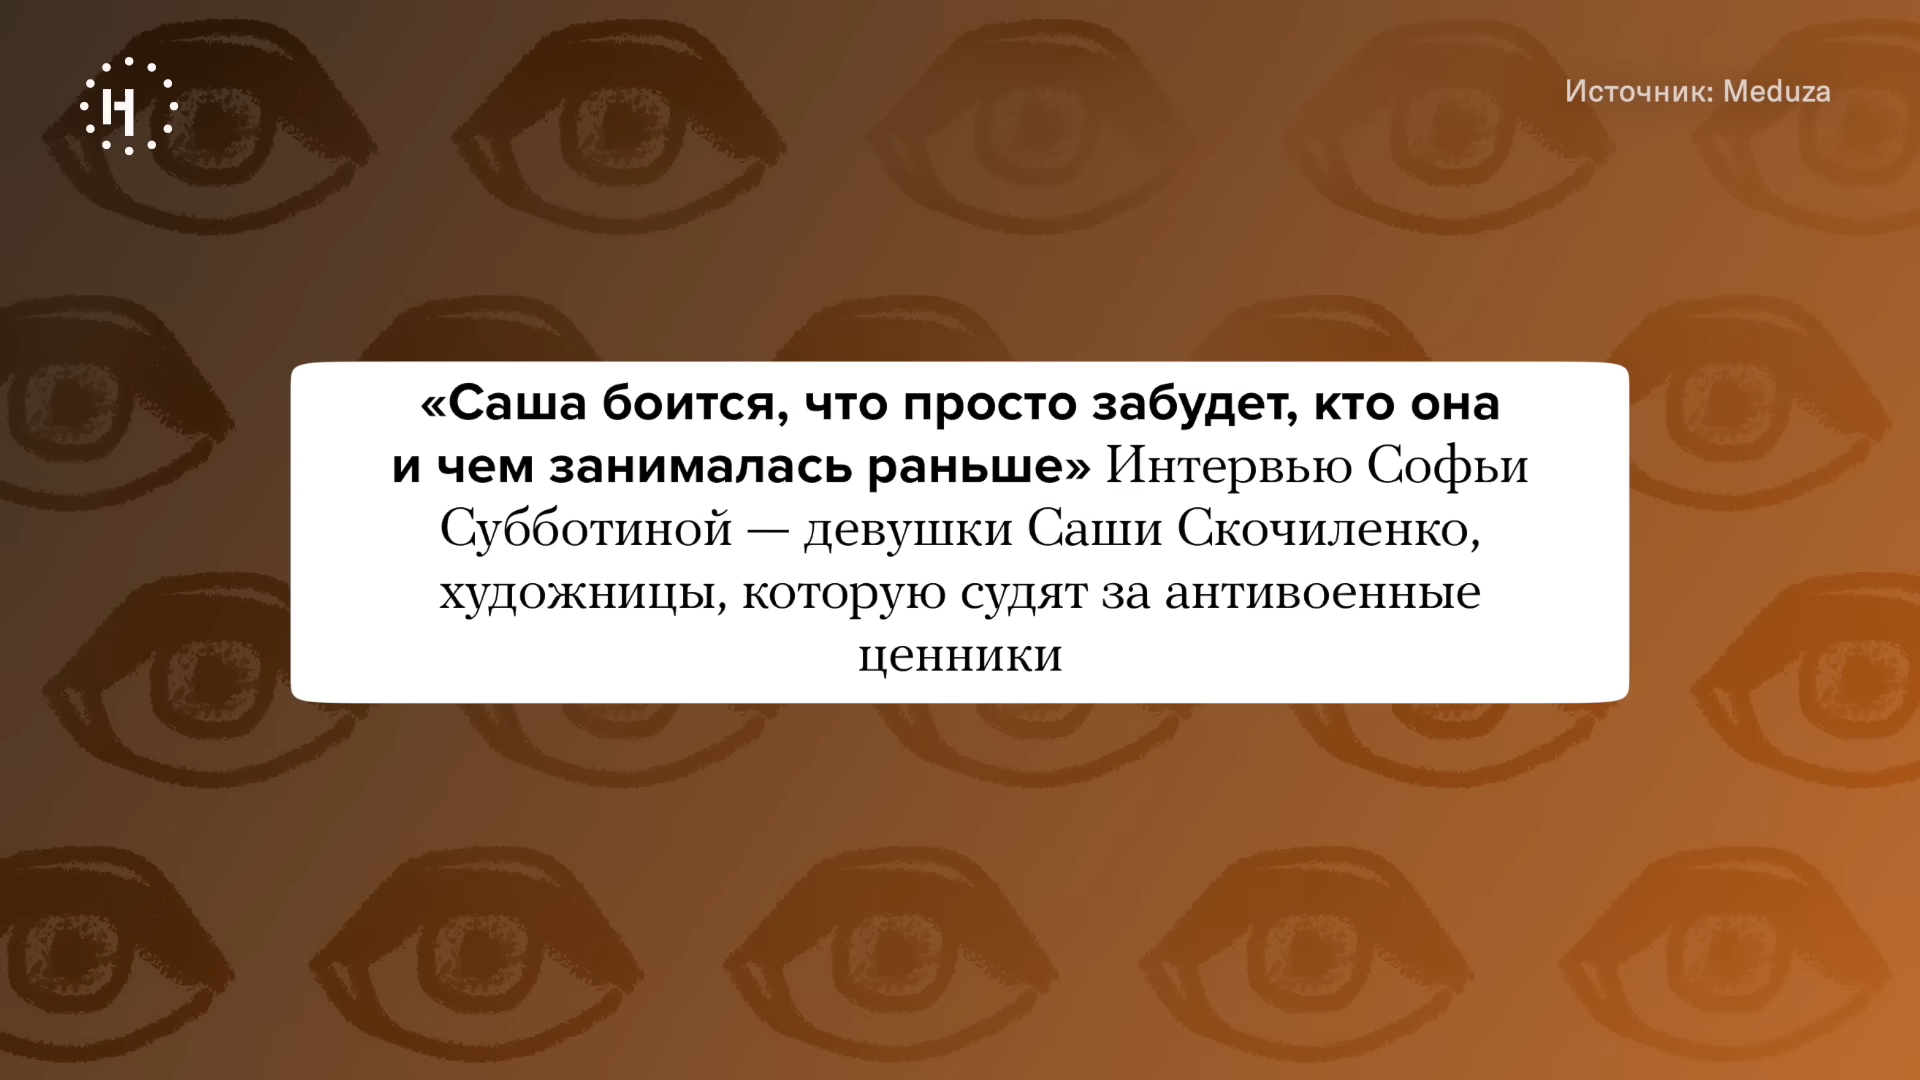 Источник: Meduza
«Саша боится, что просто забудет, кто она
и чем занималась раньше» Интервью Софьи
Субботиной — девушки Саши Скочиленко,
художницы, которую судят за антивоенные
ценники